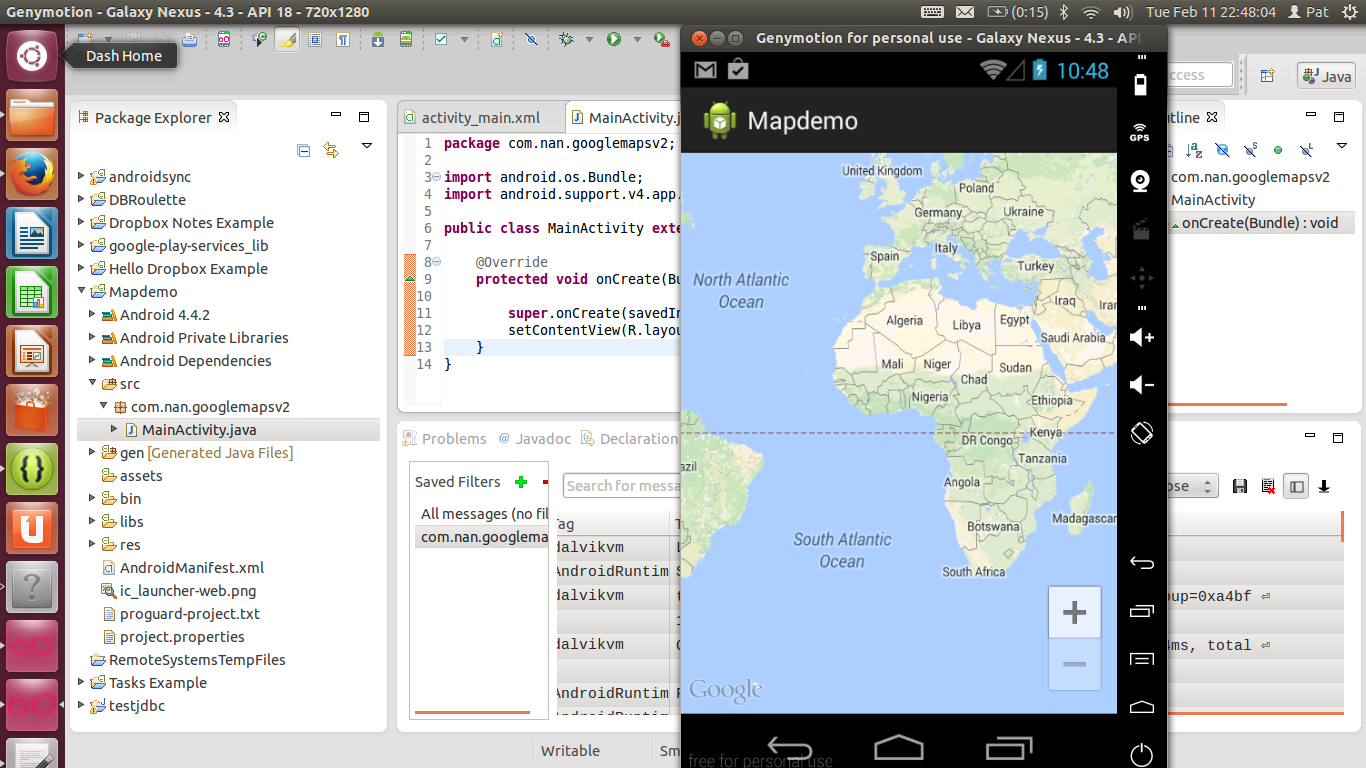 Genymotion - Galaxy Nexus - 4.3 - API 18 - 720x1280
(0:15)
Tue Feb 11 22:48:04
Pat
Dash Home
Java
Package Explorer
androidsync
DBRoulette
Dropbox Notes Example
google-play-services_lib
Hello Dropbox Example
Mapdemo
Android 4.4.2
Android Private Libraries
Android Dependencies
src
com.nan.googlemapsv2
MainActivity.java
gen [Generated Java Files]
assets
bin
libs
res
AndroidManifest.xml
ic_launcher-web.png
proguard-project.txt
project.properties
RemoteSystemsTempFiles
Tasks Example
testjdbc
activity_main.xml
MainActivity.j
1 package com.nan.googlemapsv2;
2
3 import android.os.Bundle;
4 import android.support.v4.app.
5
6 public class MainActivity exte
7
8 @Override
9 protected void onCreate(Bu
10
11 super.onCreate(savedIn
12 setContentView(R.layou
13 }
14 }
Problems
@ Javadoc
Declaration
Saved Filters
All messages (no fil
com.nan.googlema
Search for messa
Tag
dalvikvm
AndroidRuntim
dalvikvm
dalvikvm
AndroidRuntim
Writable
Sm
Genymotion for personal use - Galaxy Nexus - 4.3 - API
10:48
Mapdemo
United Kingdom
Poland
Germany
Ukraine
Italy
Spain
Turkey
North Atlantic
Ocean
Iraq
Iran
Algeria
Libya
Egypt
Saudi Arabia
Mali
Niger
Sudan
Chad
Nigeria
Ethiopia
DR Congo
Kenya
Tanzania
azil
Angola
Botswana
Madagascar
South Atlantic
Ocean
South Africa
+
−
Google
free for personal use
GPS
ccess
utline
com.nan.googlemapsv2
MainActivity
onCreate(Bundle) : void
ose
oup=0xa4bf
ms, total